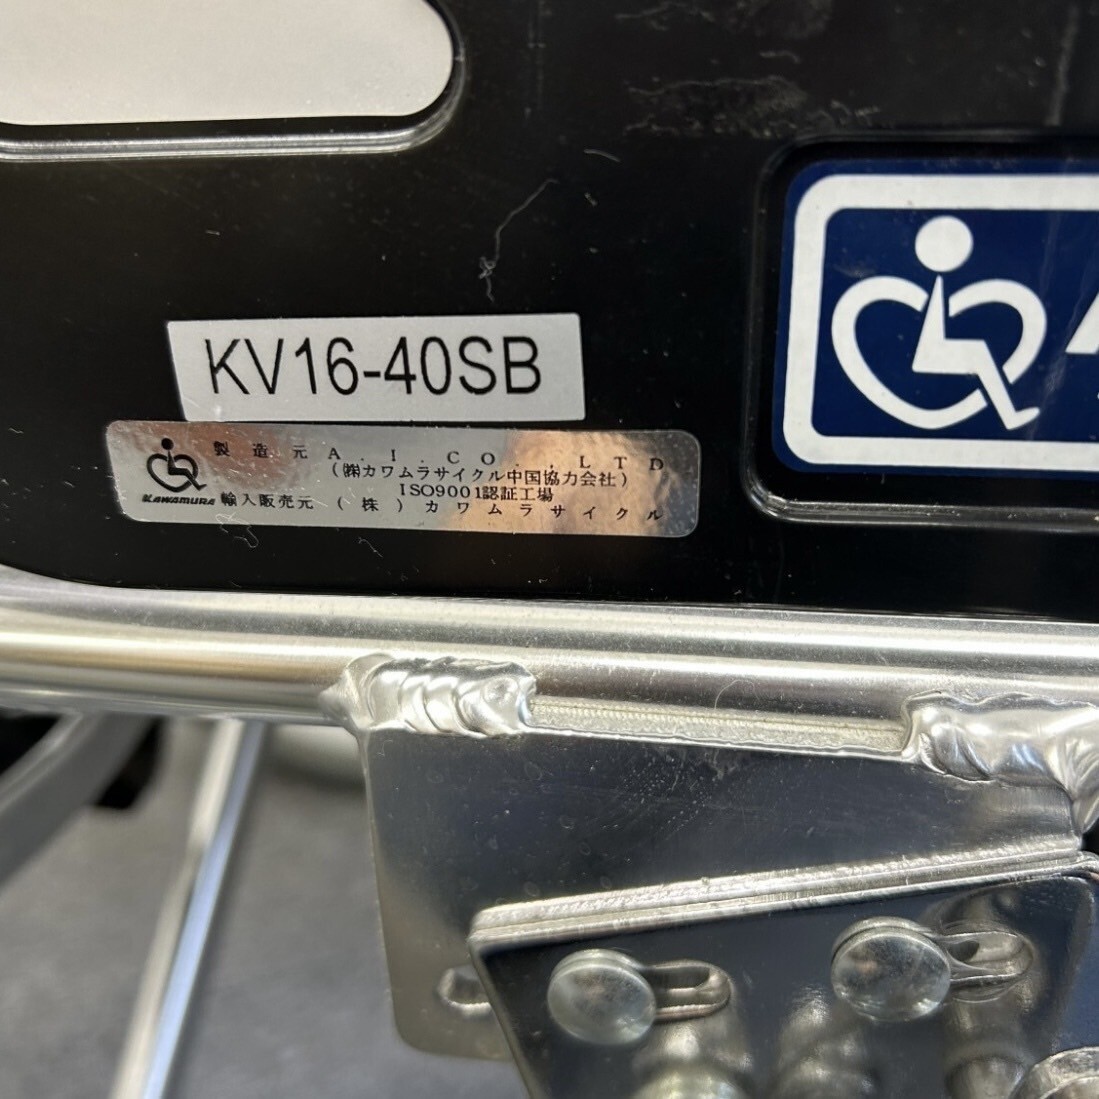 KV16-40SB
製造元A.I.CO.,LTD
(㈱カワムラサイクル中国協力会社)
ISO9001認証工場
KAWAMURA 輸入販売元(株)カワムラサイクル